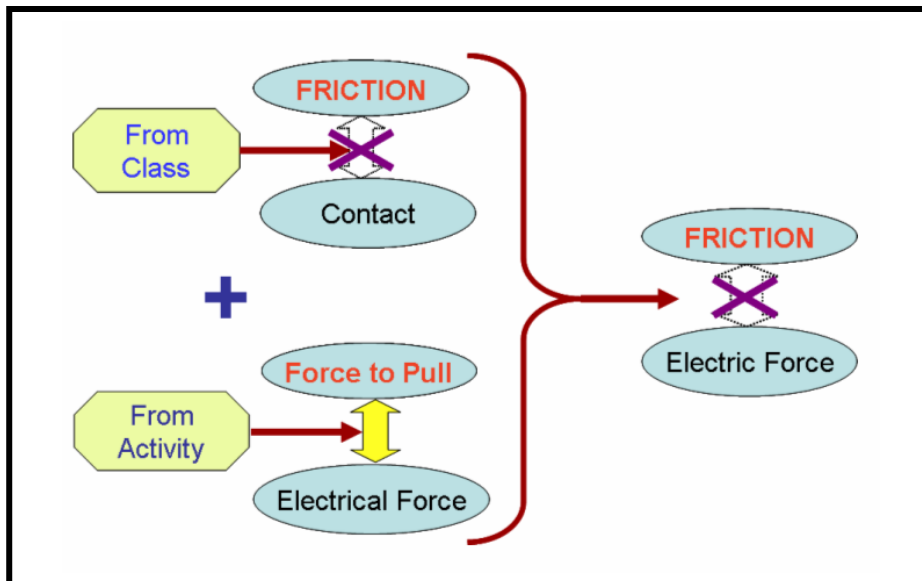 FRICTION
From
Class
Contact
+
Force to Pull
From
Activity
Electrical Force
FRICTION
Electric Force